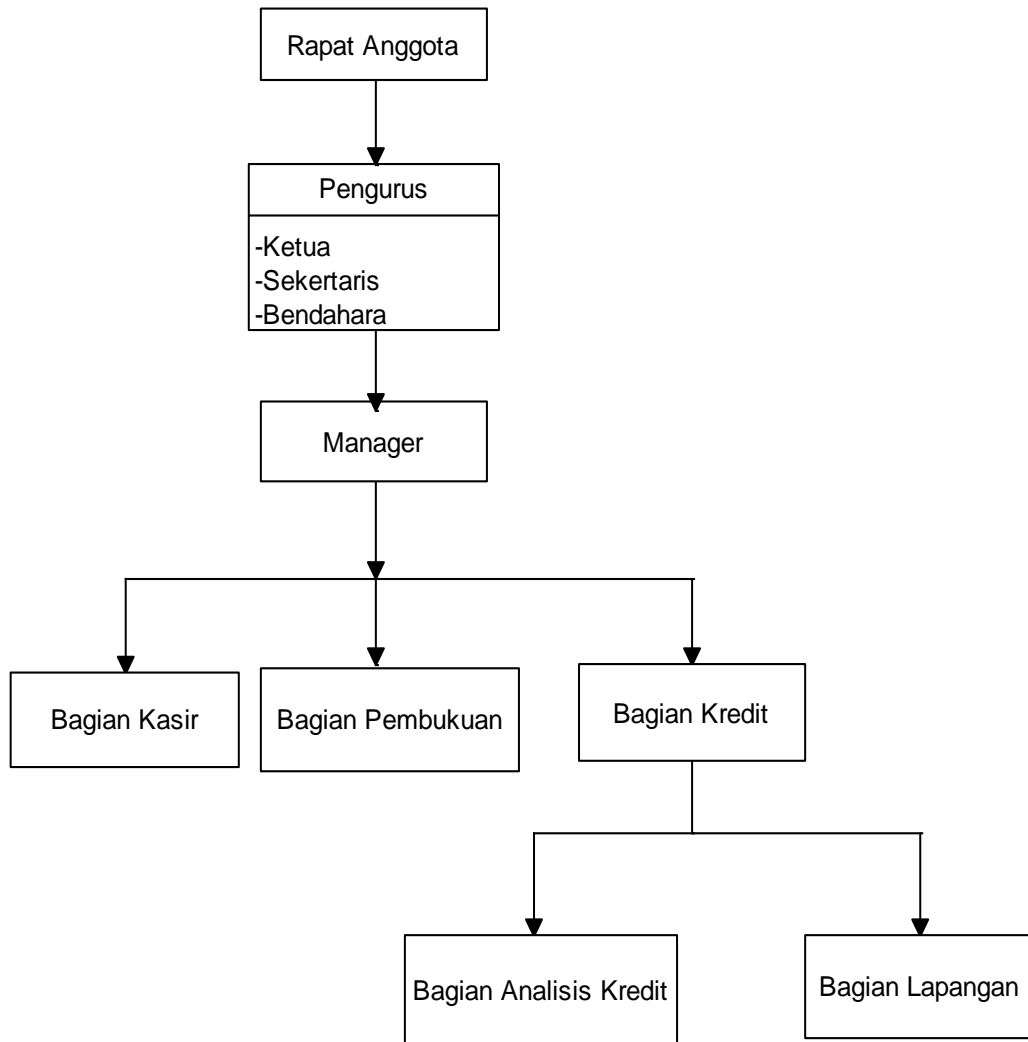 Rapat Anggota
Pengurus
-Ketua
-Sekertaris
-Bendahara
Manager
Bagian Kasir
Bagian Pembukuan
Bagian Kredit
Bagian Analisis Kredit
Bagian Lapangan